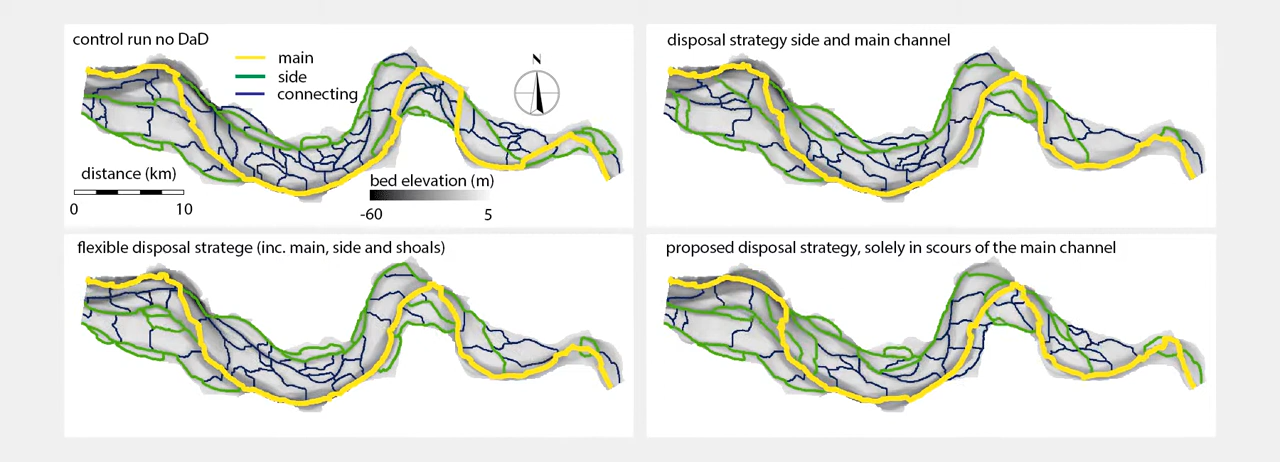 control run no DaD
main
side
connecting
N
distance (km)
0 10
bed elevation (m)
-60 5
disposal strategy side and main channel
flexible disposal stratege (inc. main, side and shoals)
proposed disposal strategy, solely in scours of the main channel